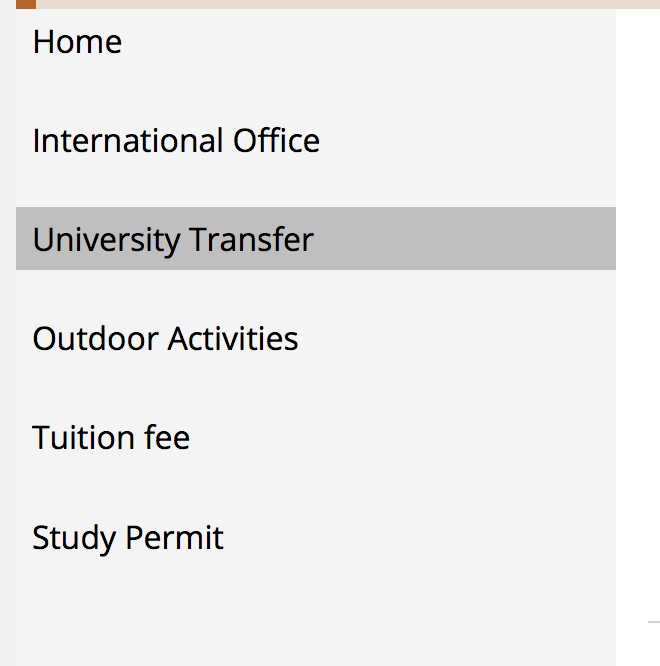 Home
International Office
University Transfer
Outdoor Activities
Tuition fee
Study Permit